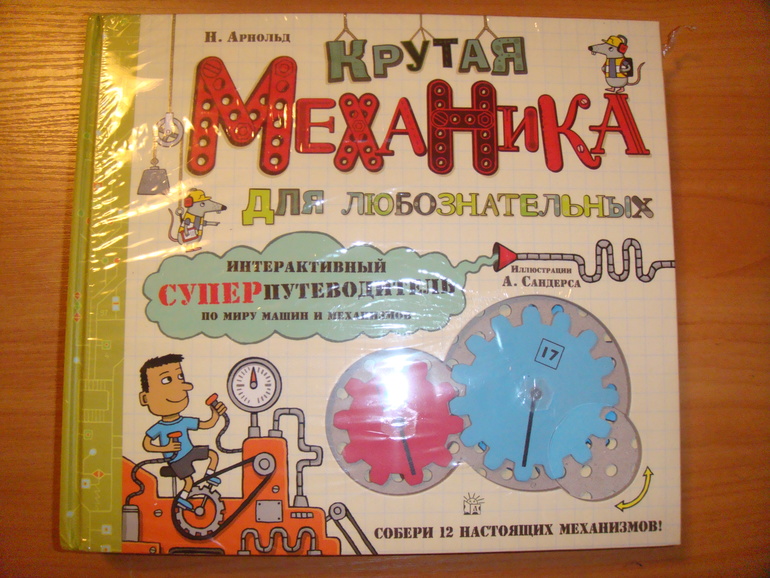 Н. Арнольд
Крутая
Механика
для любознательных
Интерактивный
суперпутеводитель
по миру машин и механизмов
Иллюстрации
А. Сандерса
17
Собери 12 настоящих механизмов!